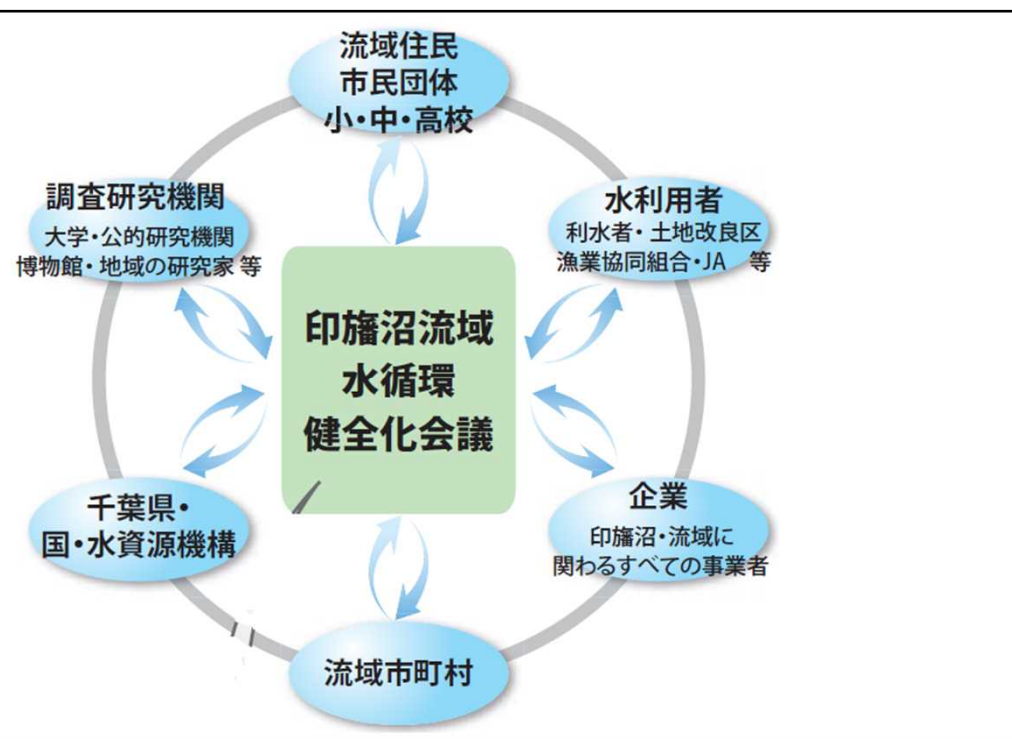 流域住民
市民団体
小・中・高校
調査研究機関
大学・公的研究機関
博物館・地域の研究家 等
水利用者
利水者・土地改良区
漁業協同組合・JA 等
印旛沼流域
水循環
健全化会議
千葉県・
国・水資源機構
企業
印旛沼・流域に
関わるすべての事業者
流域市町村